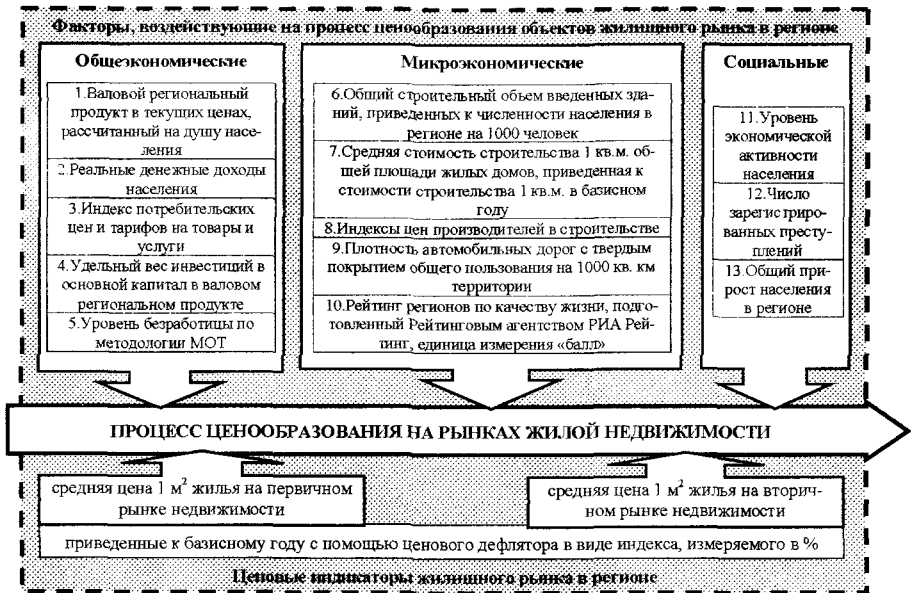 Факторы, воздействующие на процесс ценообразования объектов жилищного рынка в регионе
Общеэкономические
1.Валовой региональный
продукт в текущих ценах,
рассчитанный на душу насе-
ления
2.Реальные денежные доходы
населения
3.Индекс потребительских
цен и тарифов на товары и
услуги
4.Удельный вес инвестиций в
основной капитал в валовом
региональном продукте
5.Уровень безработицы по
методологии МОТ
Микроэкономические
6.Общий строительный объем введенных зда-
ний, приведенных к численности населения в
регионе на 1000 человек
7.Средняя стоимость строительства 1 кв.м. об-
щей площади жилых домов, приведенная к
стоимости строительства 1 кв.м. в базисном
году
8.Индексы цен производителей в строительстве
9.Плотность автомобильных дорог с твердым
покрытием общего пользования на 1000 кв. км
территории
10.Рейтинг регионов по качеству жизни, подго-
товленный Рейтинговым агентством РИА Рей-
тинг, единица измерения «балл»
Социальные
11.Уровень
экономической
активности
населения
12.Число
зарегистриро-
ванных престу-
плений
13.Общий при-
рост населения
в регионе
ПРОЦЕСС ЦЕНООБРАЗОВАНИЯ НА РЫНКАХ ЖИЛОЙ НЕДВИЖИМОСТИ
средняя цена 1 м² жилья на первичном
рынке недвижимости
средняя цена 1 м² жилья на вторич-
ном рынке недвижимости
приведенные к базисному году с помощью ценового дефлятора в виде индекса, измеряемого в %
Ценовые индикаторы жилищного рынка в регионе